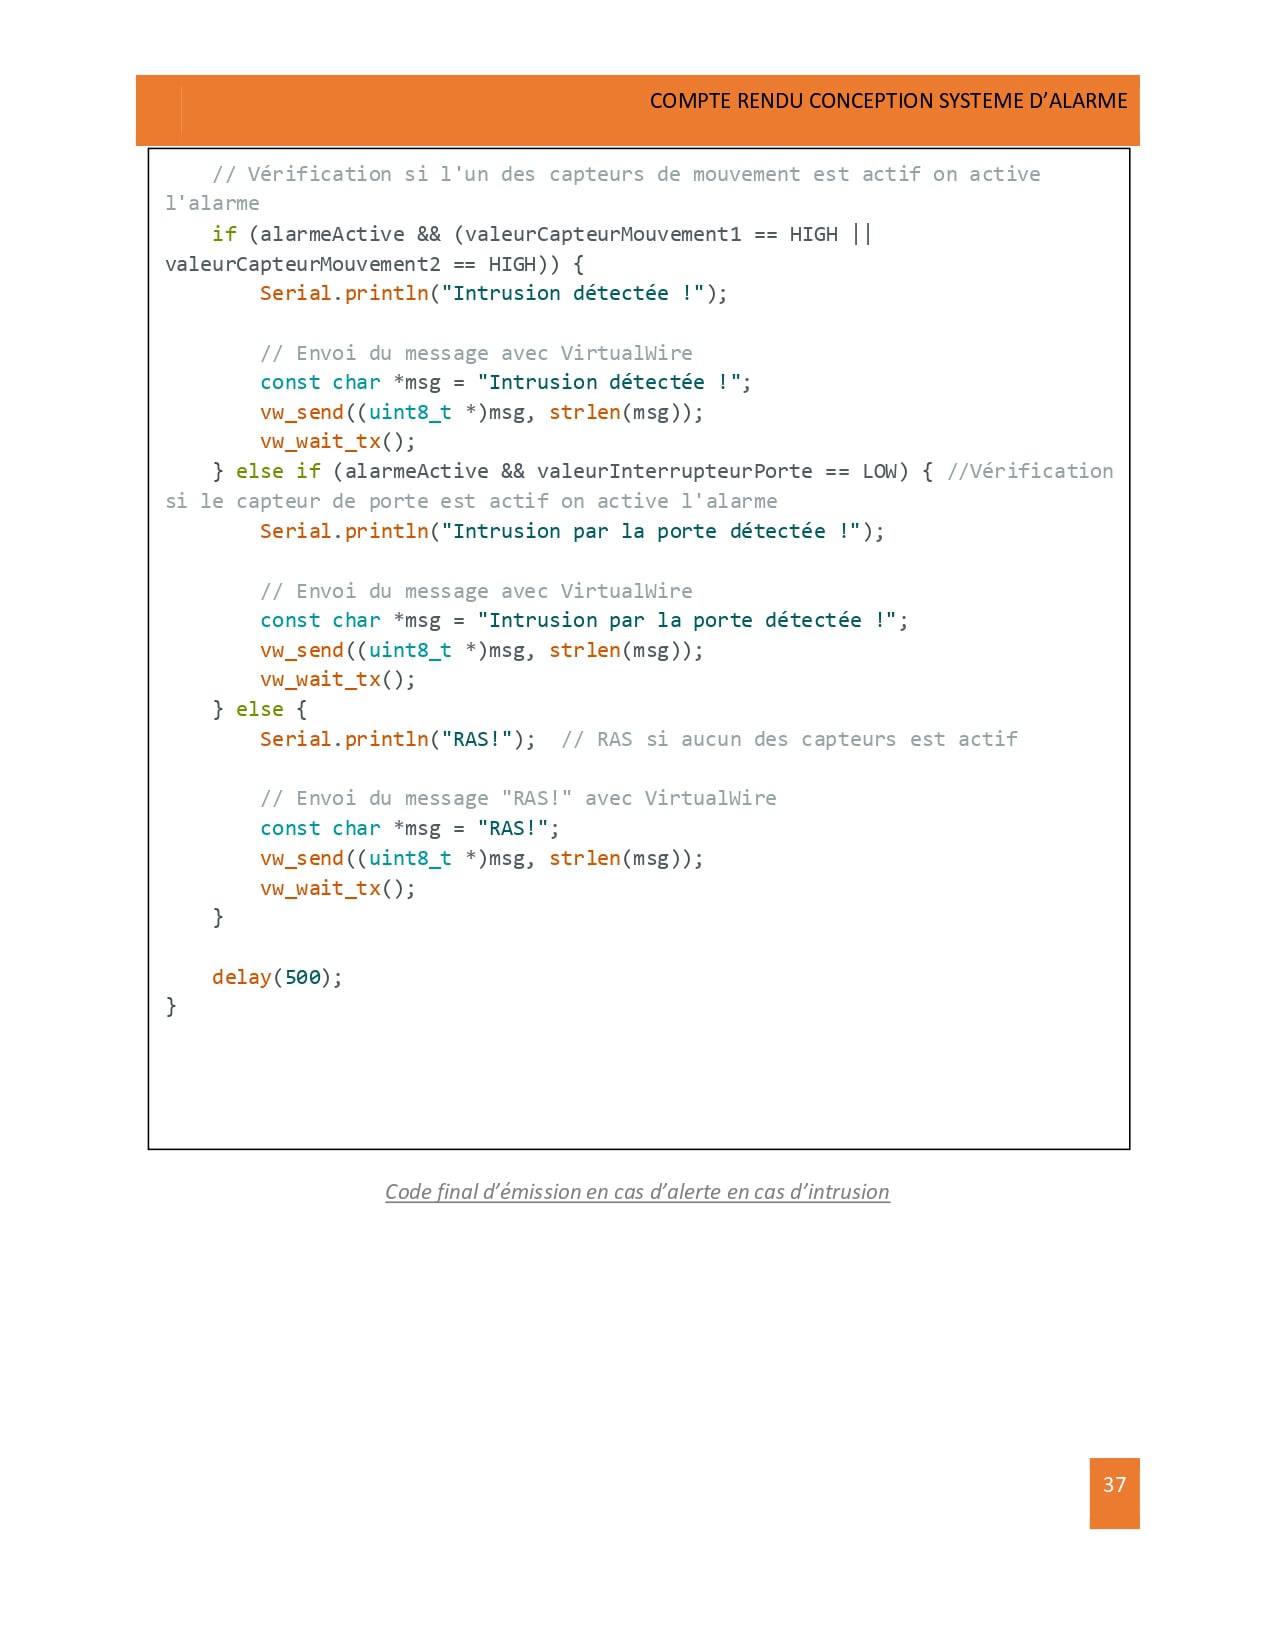 COMPTE RENDU CONCEPTION SYSTEME D’ALARME
// Vérification si l'un des capteurs de mouvement est actif on active
l'alarme
if (alarmeActive && (valeurCapteurMouvement1 == HIGH ||
valeurCapteurMouvement2 == HIGH)) {
Serial.println("Intrusion détectée !");
// Envoi du message avec VirtualWire
const char *msg = "Intrusion détectée !";
vw_send((uint8_t *)msg, strlen(msg));
vw_wait_tx();
} else if (alarmeActive && valeurInterrupteurPorte == LOW) { //Vérification
si le capteur de porte est actif on active l'alarme
Serial.println("Intrusion par la porte détectée !");
// Envoi du message avec VirtualWire
const char *msg = "Intrusion par la porte détectée !";
vw_send((uint8_t *)msg, strlen(msg));
vw_wait_tx();
} else {
Serial.println("RAS!");  // RAS si aucun des capteurs est actif
// Envoi du message "RAS!" avec VirtualWire
const char *msg = "RAS!";
vw_send((uint8_t *)msg, strlen(msg));
vw_wait_tx();
}
delay(500);
}
Code final d’émission en cas d’alerte en cas d’intrusion
37